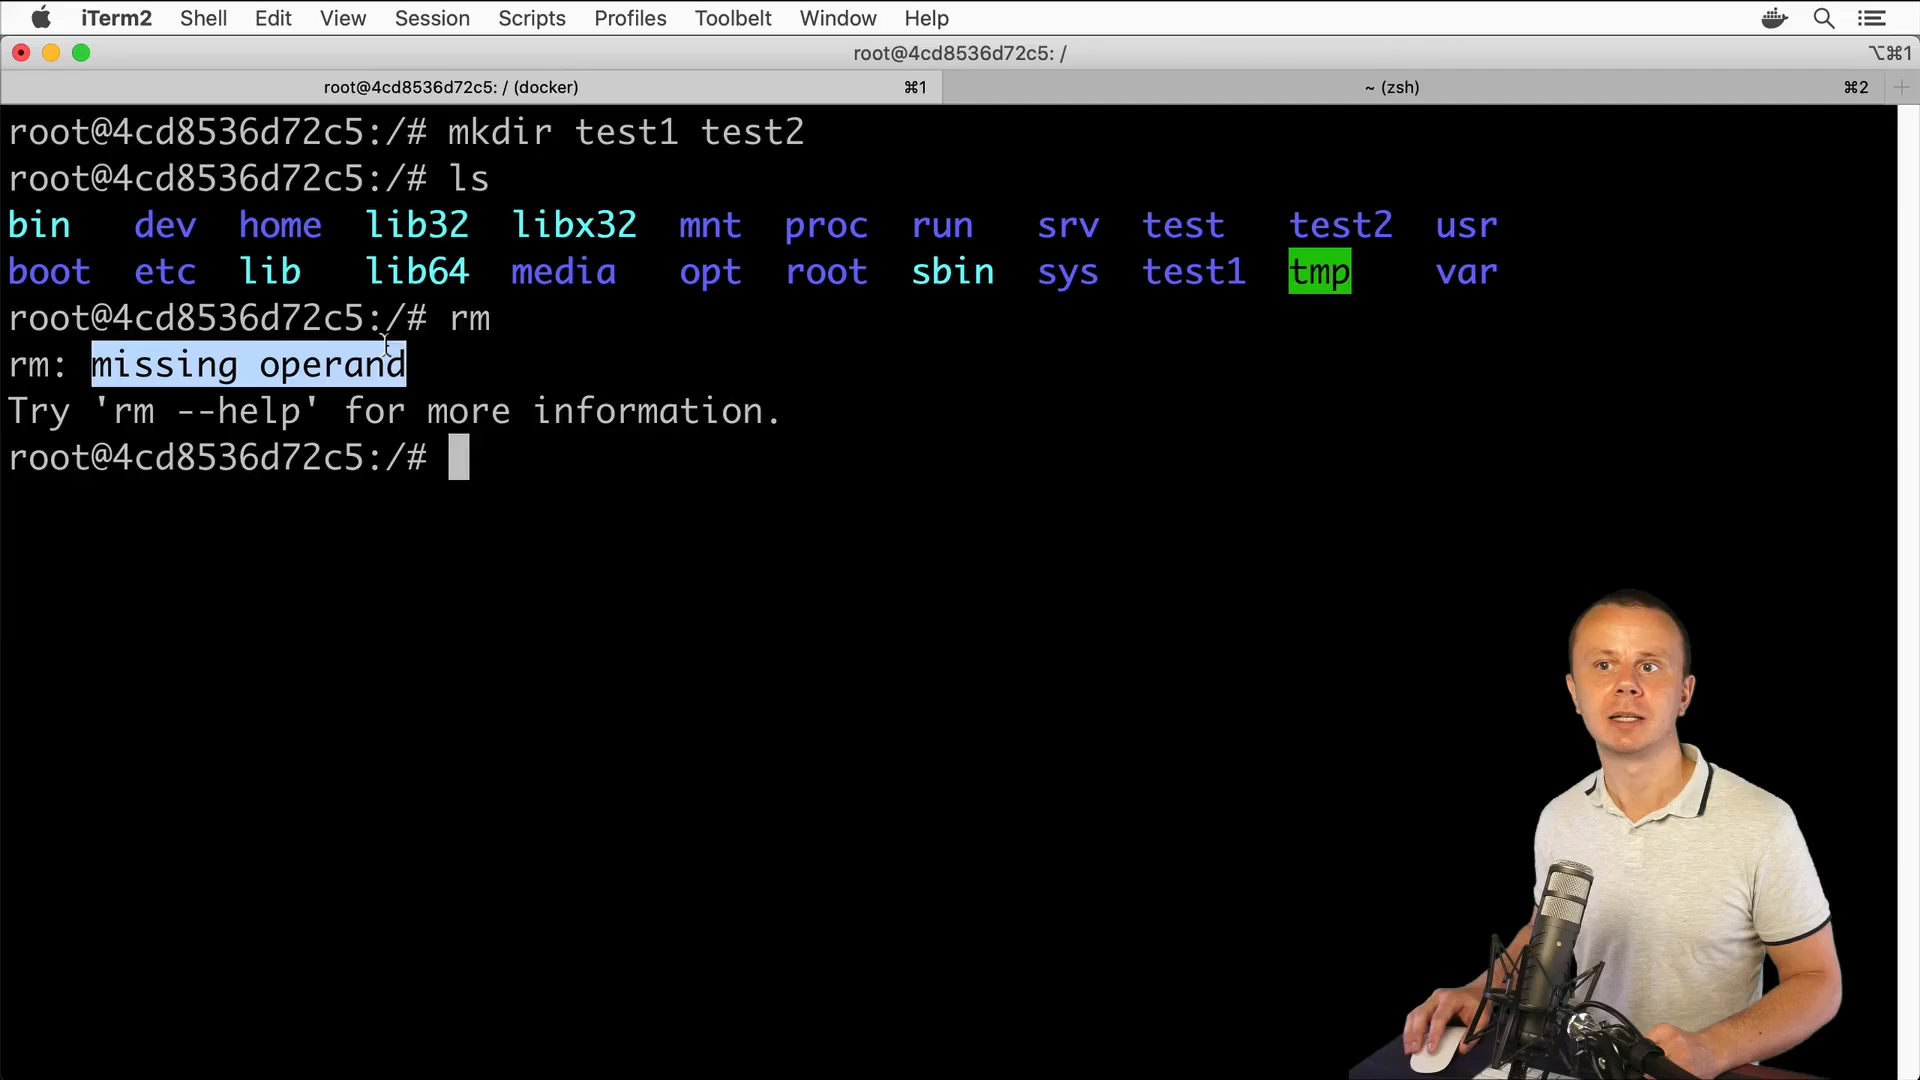 iTerm2 Shell Edit View Session Scripts Profiles Toolbelt Window Help
root@4cd8536d72c5: / ⌥⌘1
root@4cd8536d72c5: / (docker) ⌘1 ~ (zsh) ⌘2
root@4cd8536d72c5:/# mkdir test1 test2
root@4cd8536d72c5:/# ls
bin dev home lib32 libx32 mnt proc run srv test test2 usr
boot etc lib lib64 media opt root sbin sys test1 tmp var
root@4cd8536d72c5:/# rm
rm: missing operand
Try 'rm --help' for more information.
root@4cd8536d72c5:/#